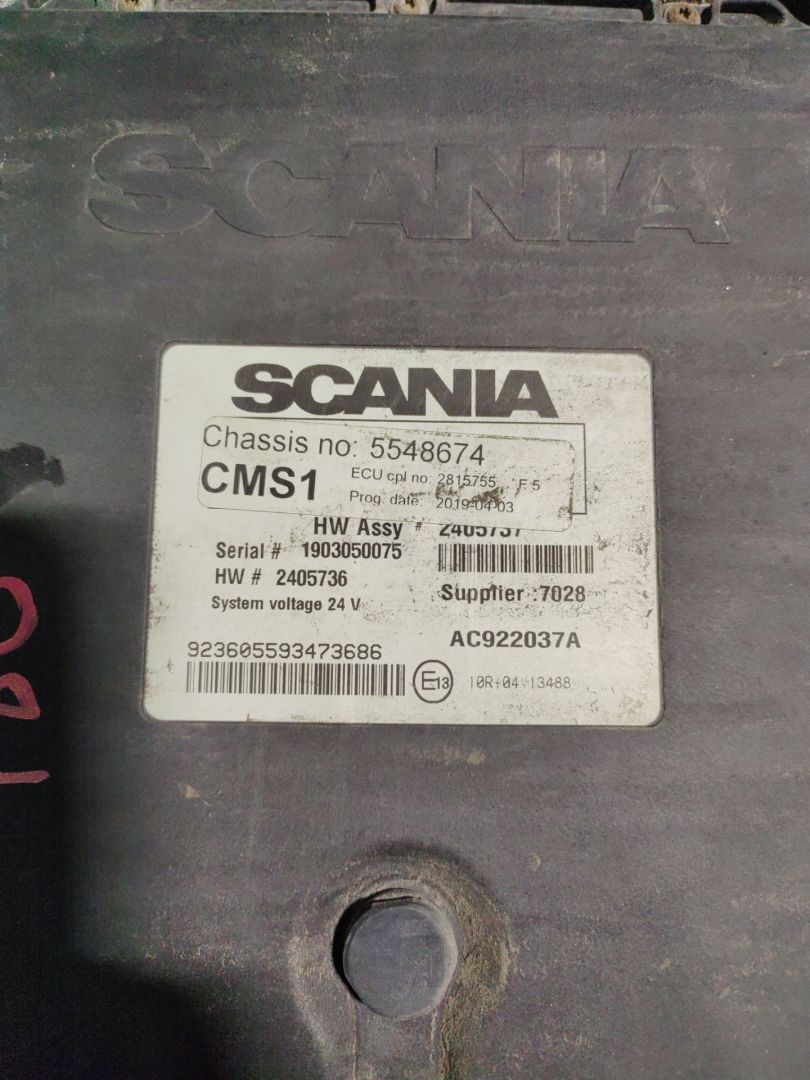 SCANIA
SCANIA
Chassis no: 5548674
CMS1
ECU cpl no: 2815755 F 5
Prog. date: 2019-04-03
HW Assy # 2405737
Serial # 1903050075
HW # 2405736
Supplier :7028
System voltage 24 V
AC922037A
923605593473686
E13
10R-04 13488